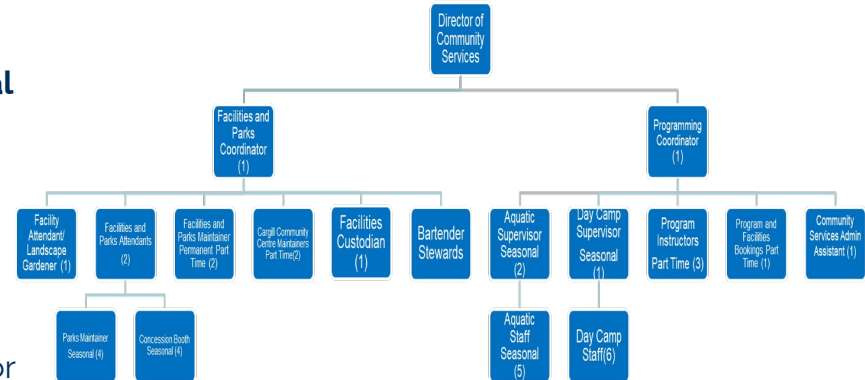 Director of
Community
Services
al
Facilities and
Parks
Coordinator
(1)
Programming
Coordinator
(1)
Facility
Attendant/
Landscape
Gardener (1)
Facilities and
Parks Attendants
(2)
Facilities and
Parks Maintainer
Permanent Part
Time (2)
Cargill Community
Centre Maintainers
Part Time(2)
Facilities
Custodian
(1)
Bartender
Stewards
Aquatic
Supervisor
Seasonal
(2)
Day Camp
Supervisor
Seasonal
(1)
Program
Instructors
Part Time (3)
Program and
Facilities
Bookings Part
Time (1)
Community
Services Admin
Assistant (1)
Parks Maintainer
Seasonal (4)
Concession Booth
Seasonal (4)
Aquatic
Staff
Seasonal
(5)
Day Camp
Staff(6)
or